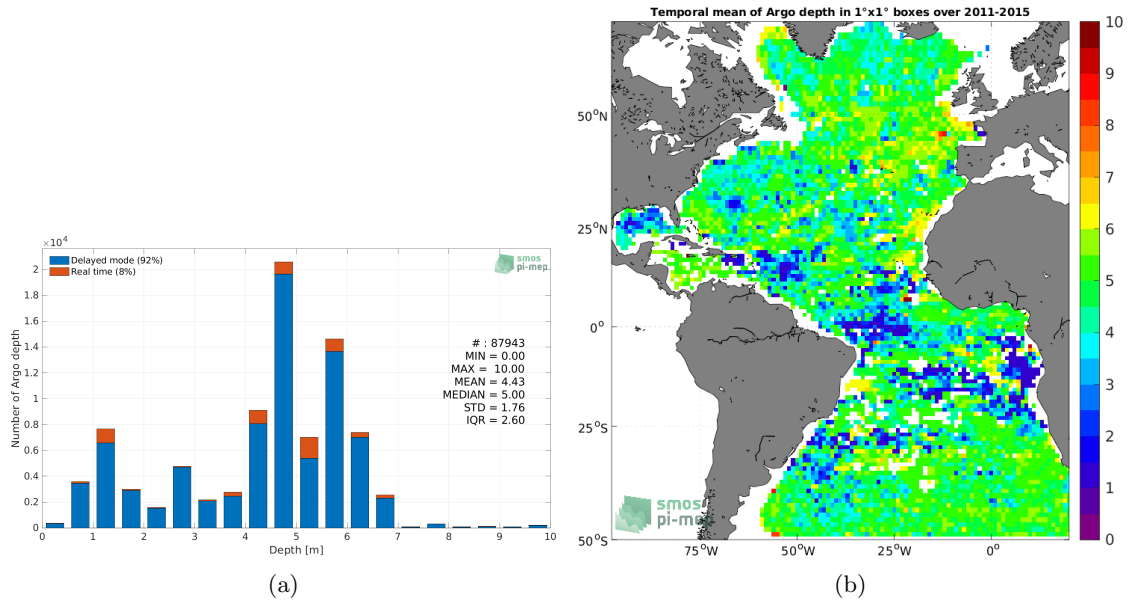 Temporal mean of Argo depth in 1°x1° boxes over 2011-2015
×10⁴
Delayed mode (92%)
Real time (8%)
smos
pi-mep
# : 87943
MIN = 0.00
MAX = 10.00
MEAN = 4.43
MEDIAN = 5.00
STD = 1.76
IQR = 2.60
Number of Argo depth
2
1.8
1.6
1.4
1.2
1
0.8
0.6
0.4
0.2
0
0 1 2 3 4 5 6 7 8 9 10
Depth [m]
(a)
50°N
25°N
0°
25°S
50°S
75°W 50°W 25°W 0°
smos
pi-mep
10
9
8
7
6
5
4
3
2
1
0
(b)